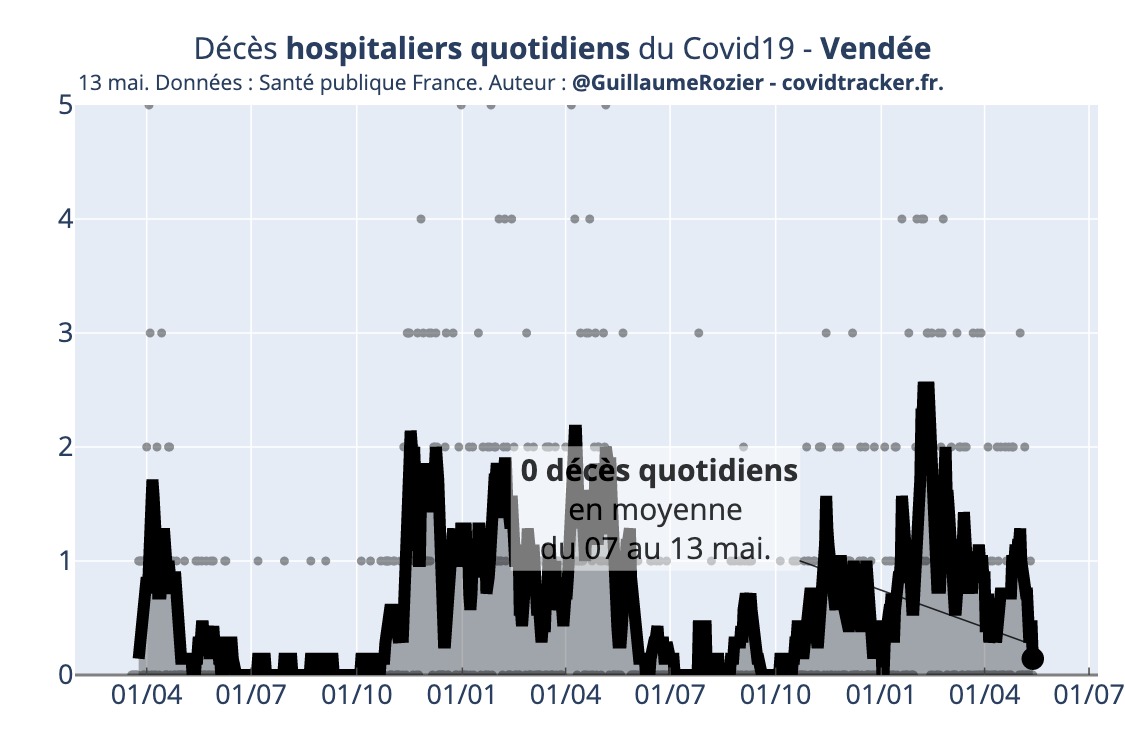 Décès hospitaliers quotidiens du Covid19 - Vendée
13 mai. Données : Santé publique France. Auteur : @GuillaumeRozier - covidtracker.fr.
5
4
3
2
1
0
0 décès quotidiens
en moyenne
du 07 au 13 mai.
01/04 01/07 01/10 01/01 01/04 01/07 01/10 01/01 01/04 01/07